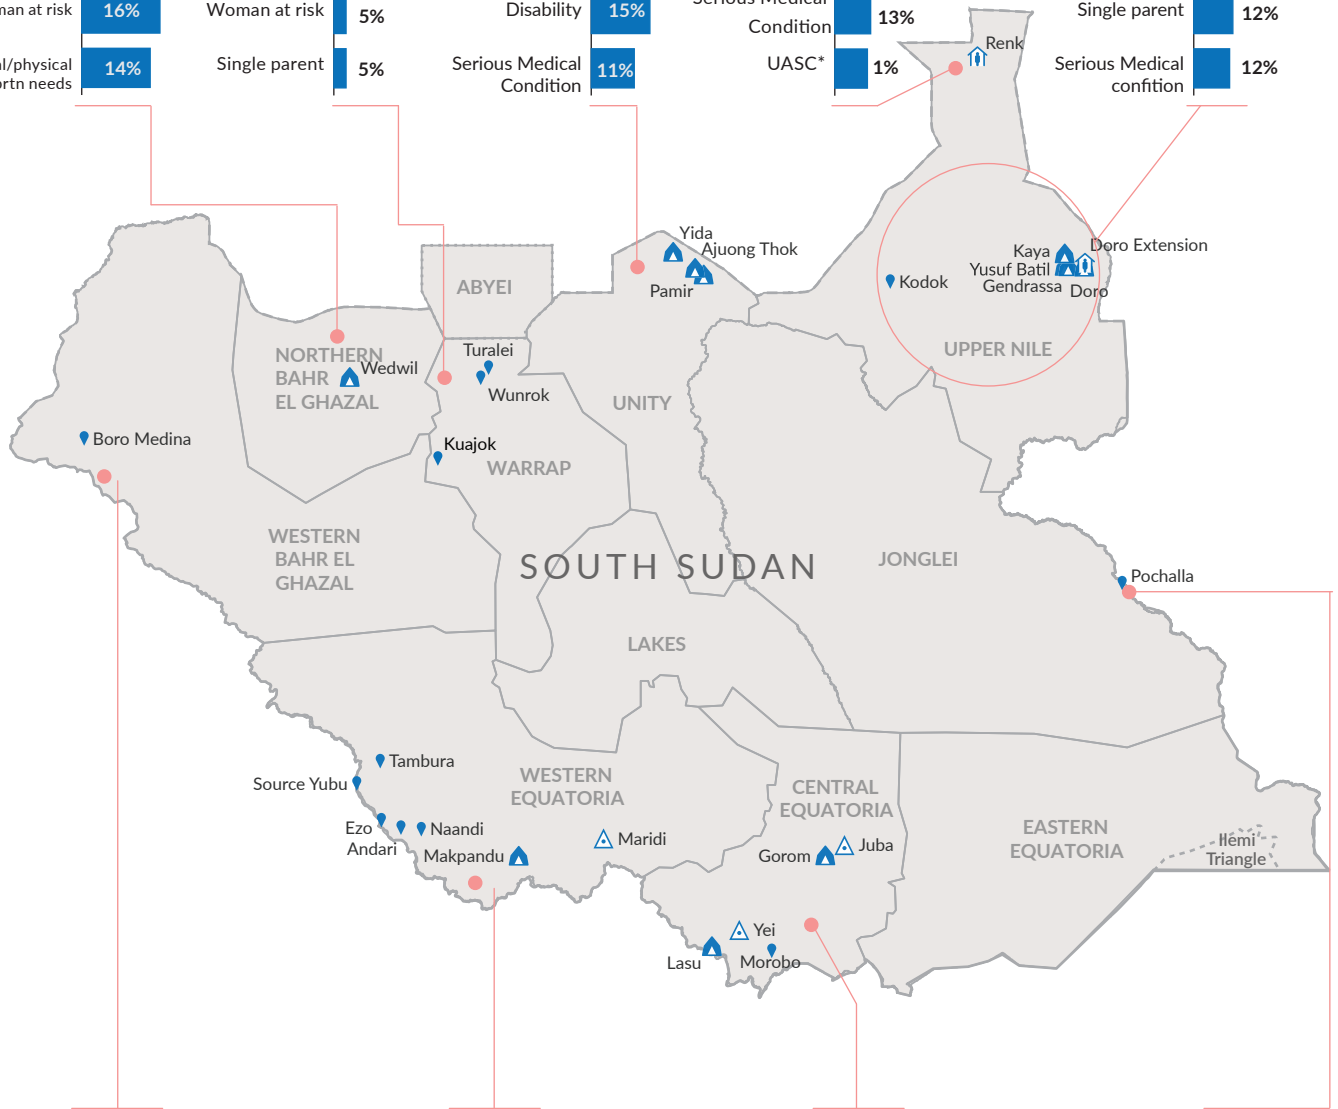 16%
14%
Woman at risk
5%
Single parent
5%
Disability
15%
Serious Medical
Condition
11%
Condition
13%
UASC*
1%
Single parent
12%
Serious Medical
confition
12%
Renk
Yida
Ajuong Thok
Pamir
Kaya
Doro Extension
Yusuf Batil
Gendrassa
Doro
Kodok
ABYEI
UPPER NILE
NORTHERN
BAHR
EL GHAZAL
Wedwil
Turalei
Wunrok
UNITY
Boro Medina
Kuajok
WARRAP
WESTERN
BAHR EL
GHAZAL
SOUTH SUDAN
JONGLEI
Pochalla
LAKES
Tambura
Source Yubu
WESTERN
EQUATORIA
CENTRAL
EQUATORIA
Ezo
Andari
Naandi
Makpandu
Maridi
Gorom
Juba
EASTERN
EQUATORIA
Ilemi
Triangle
Yei
Lasu
Morobo